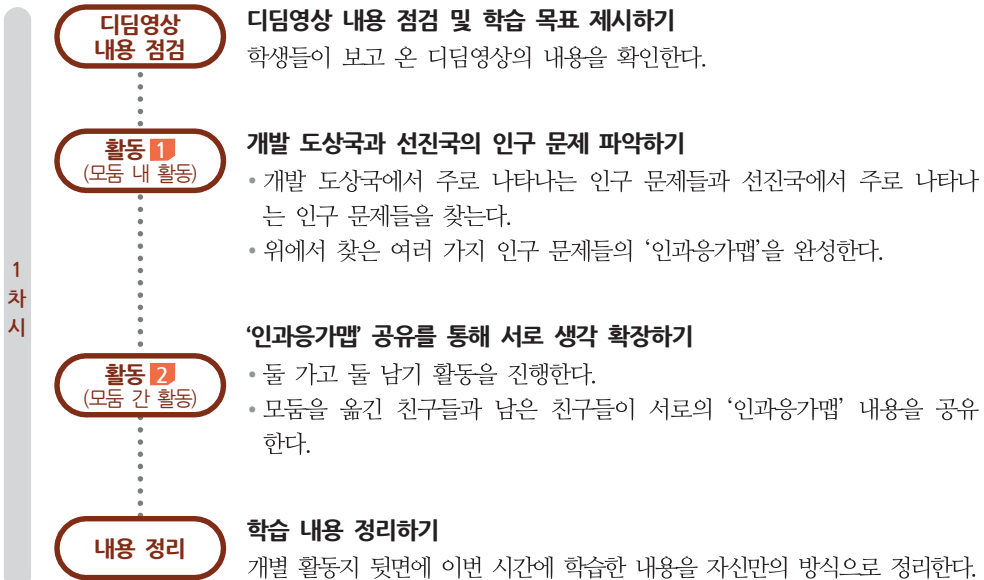 1
차
시
디딤영상
내용 점검
디딤영상 내용 점검 및 학습 목표 제시하기
학생들이 보고 온 디딤영상의 내용을 확인한다.
활동 1
(모둠 내 활동)
개발 도상국과 선진국의 인구 문제 파악하기
• 개발 도상국에서 주로 나타나는 인구 문제들과 선진국에서 주로 나타나
는 인구 문제들을 찾는다.
• 위에서 찾은 여러 가지 인구 문제들의 ‘인과응가맵’을 완성한다.
활동 2
(모둠 간 활동)
‘인과응가맵’ 공유를 통해 서로 생각 확장하기
• 둘 가고 둘 남기 활동을 진행한다.
• 모둠을 옮긴 친구들과 남은 친구들이 서로의 ‘인과응가맵’ 내용을 공유
한다.
내용 정리
학습 내용 정리하기
개별 활동지 뒷면에 이번 시간에 학습한 내용을 자신만의 방식으로 정리한다.